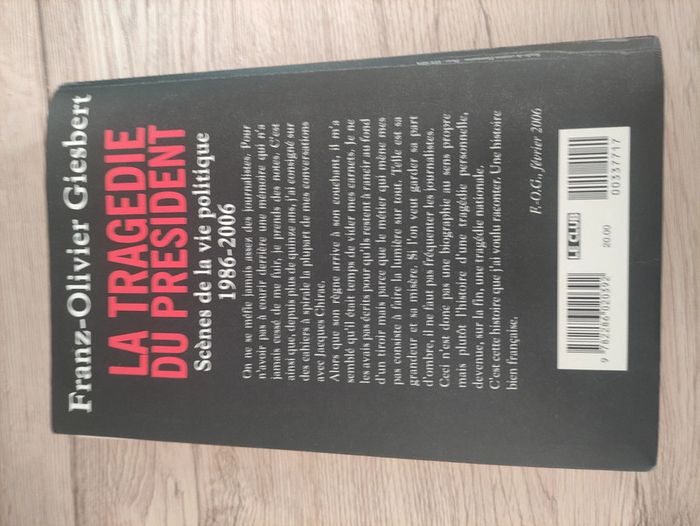 Franz-Olivier Giesbert
LA TRAGEDIE
DU PRESIDENT
Scènes de la vie politique
1986-2006
On ne se méfie jamais assez des journalistes. Pour
n'avoir pas à courir derrière une mémoire qui n'a
jamais cessé de me fuir, je prends des notes. C'est
ainsi que, depuis plus de quinze ans, j'ai consigné sur
des cahiers à spirale la plupart de mes conversations
avec Jacques Chirac.
Alors que son règne arrive à son couchant, il m'a
semblé qu'il était temps de vider mes carnets. Je ne
les avais pas écrits pour qu'ils restent à rancir au fond
d'un tiroir mais parce que le métier qui mène mes
pas consiste à faire la lumière sur tout. Telle est sa
grandeur et sa misère. Si l'on veut garder sa part
d'ombre, il ne faut pas fréquenter les journalistes.
Ceci n'est donc pas une biographie au sens propre
mais plutôt l'histoire d'une tragédie personnelle,
devenue, sur la fin, une tragédie nationale.
C'est cette histoire que j'ai voulu raconter. Une histoire
bien française.
F.-O.G., février 2006
9 782286 020392
LE CLUB
20.00
00337717